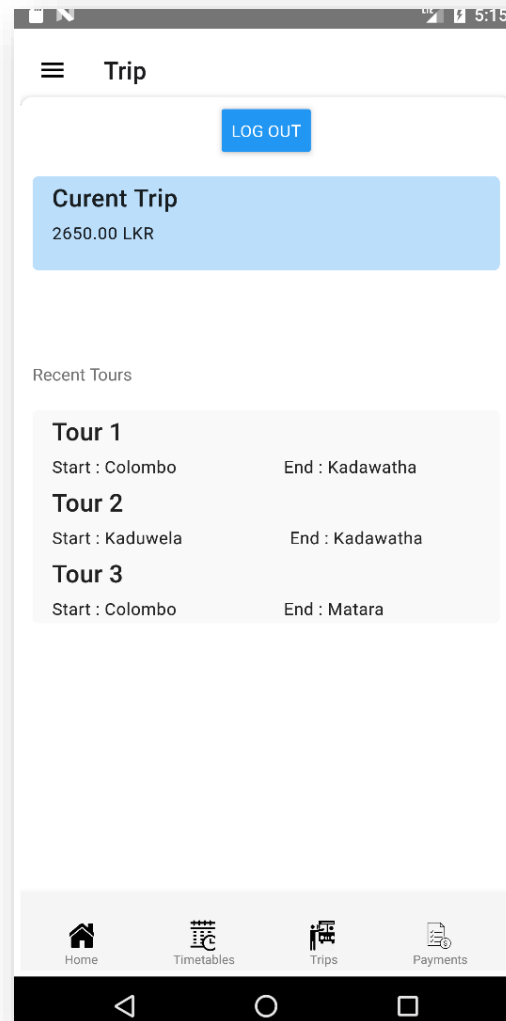 LTE 5:15
Trip
LOG OUT
Curent Trip
2650.00 LKR
Recent Tours
Tour 1
Start : Colombo End : Kadawatha
Tour 2
Start : Kaduwela End : Kadawatha
Tour 3
Start : Colombo End : Matara
Home Timetables Trips Payments